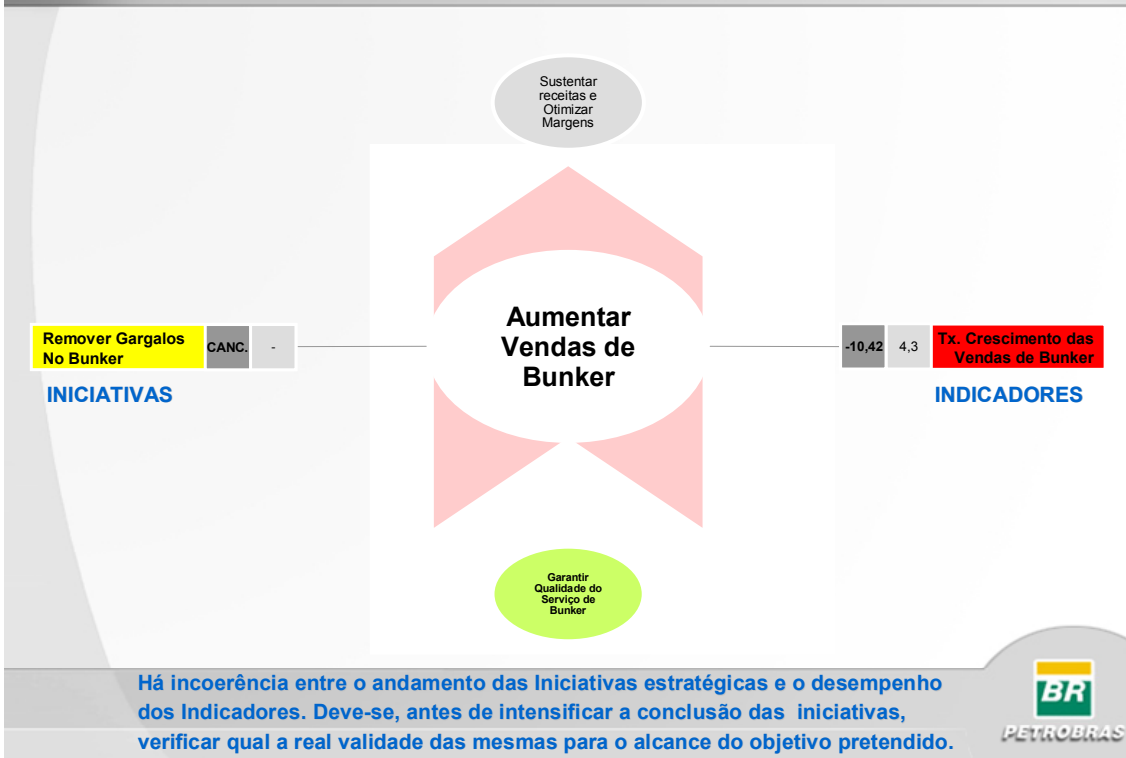 Sustentar
receitas e
Otimizar
Margens
Aumentar
Vendas de
Bunker
Remover Gargalos
No Bunker
CANC.
-
INICIATIVAS
-10,42
4,3
Tx. Crescimento das
Vendas de Bunker
INDICADORES
Garantir
Qualidade do
Serviço de
Bunker
Há incoerência entre o andamento das Iniciativas estratégicas e o desempenho
dos Indicadores. Deve-se, antes de intensificar a conclusão das iniciativas,
verificar qual a real validade das mesmas para o alcance do objetivo pretendido.
BR
PETROBRAS